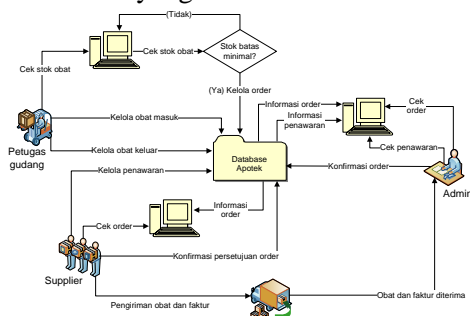 (Tidak)
Cek stok obat
Stok batas
minimal?
Cek stok obat
(Ya) Kelola order
Informasi order
Informasi
penawaran
Cek
order
Kelola obat masuk
Petugas
gudang
Kelola obat keluar
Database
Apotek
Cek penawaran
Kelola penawaran
Konfirmasi order
Admin
Informasi
order
Cek order
Konfirmasi persetujuan order
Supplier
Pengiriman obat dan faktur
Obat dan faktur diterima